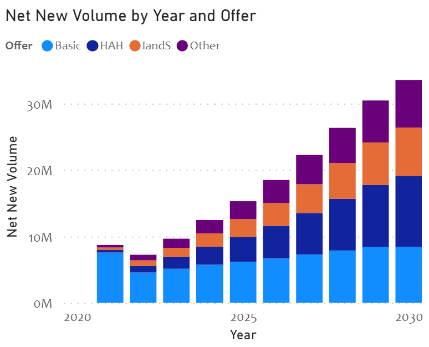 Net New Volume by Year and Offer
Offer Basic HAH IandS Other
30M
20M
10M
0M
Net New Volume
2020 2025 2030
Year